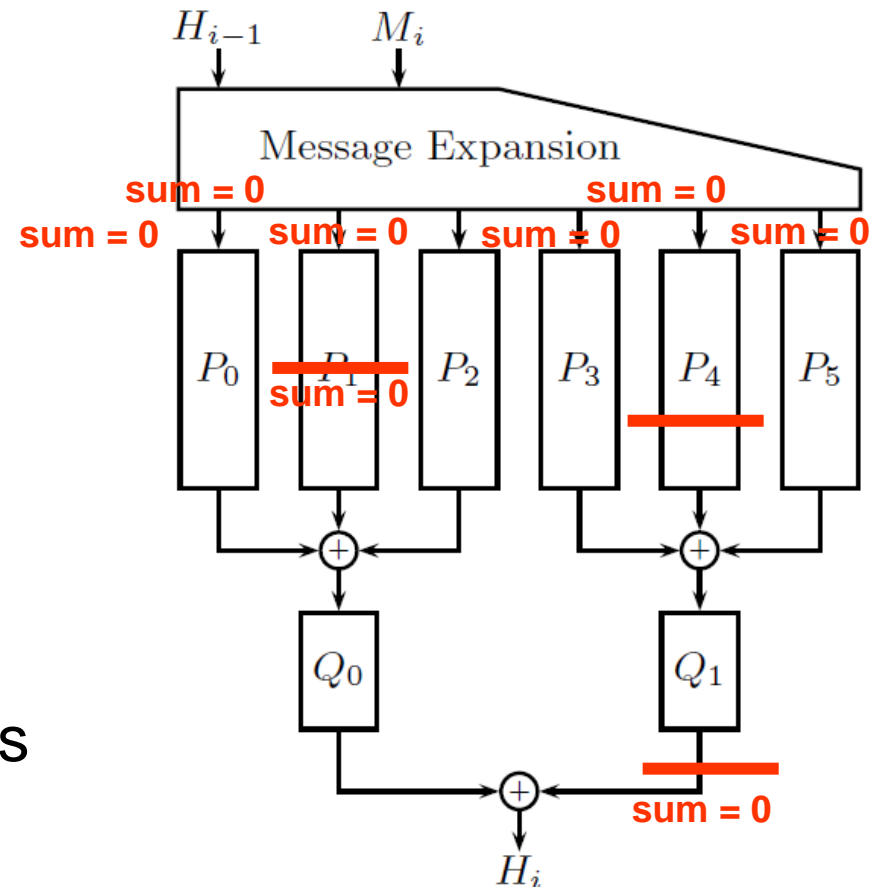 H_{i−1} M_i
Message Expansion
sum = 0 sum = 0
sum = 0 sum = 0 sum = 0 sum = 0
P_0 P_1 P_2 P_3 P_4 P_5
sum = 0
+ +
Q_0 Q_1
s
+
sum = 0
H_i